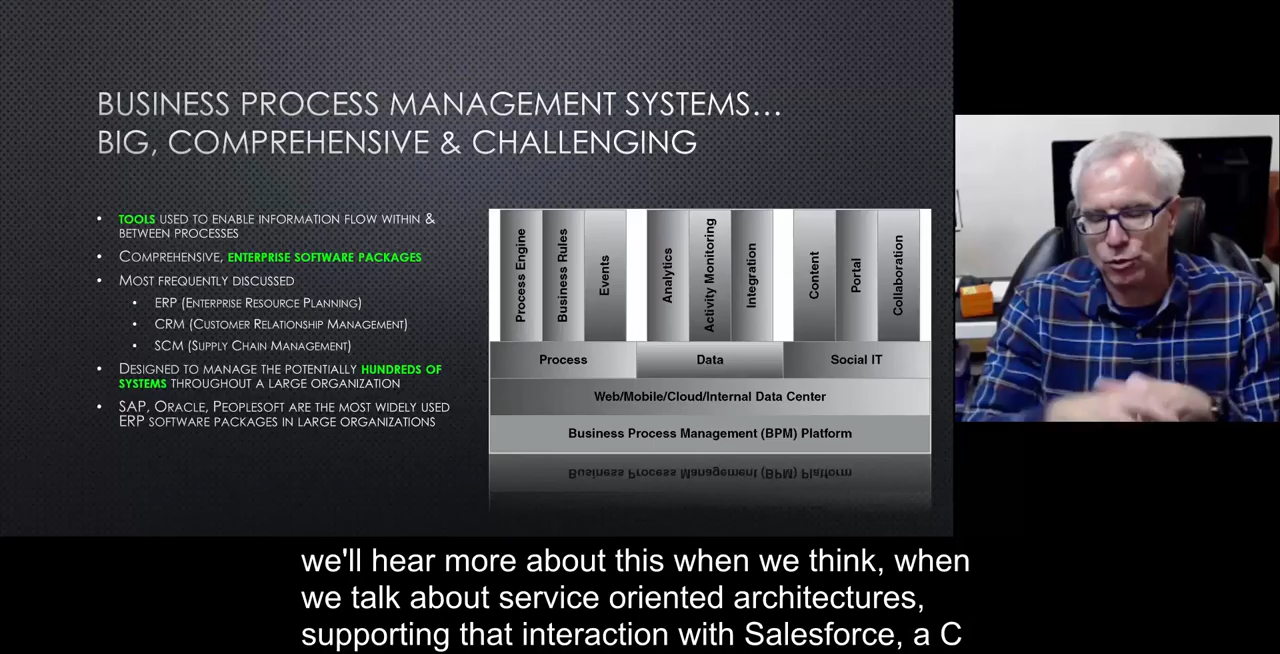 BUSINESS PROCESS MANAGEMENT SYSTEMS…
BIG, COMPREHENSIVE & CHALLENGING
• TOOLS USED TO ENABLE INFORMATION FLOW WITHIN &
BETWEEN PROCESSES
• COMPREHENSIVE, ENTERPRISE SOFTWARE PACKAGES
• MOST FREQUENTLY DISCUSSED
• ERP (ENTERPRISE RESOURCE PLANNING)
• CRM (CUSTOMER RELATIONSHIP MANAGEMENT)
• SCM (SUPPLY CHAIN MANAGEMENT)
• DESIGNED TO MANAGE THE POTENTIALLY HUNDREDS OF
SYSTEMS THROUGHOUT A LARGE ORGANIZATION
• SAP, ORACLE, PEOPLESOFT ARE THE MOST WIDELY USED
ERP SOFTWARE PACKAGES IN LARGE ORGANIZATIONS
Process Engine
Business Rules
Events
Analytics
Activity Monitoring
Integration
Content
Portal
Collaboration
Process
Data
Social IT
Web/Mobile/Cloud/Internal Data Center
Business Process Management (BPM) Platform
Business Process Management (BPM) Platform
we'll hear more about this when we think, when
we talk about service oriented architectures,
supporting that interaction with Salesforce, a C